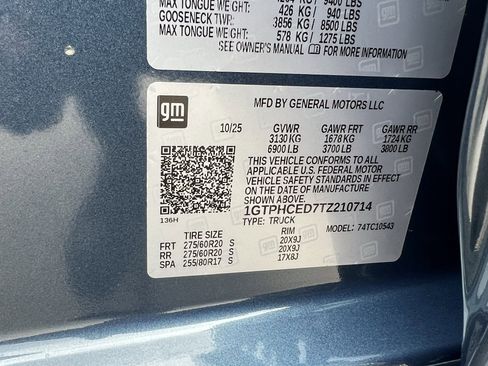 MAX TONGUE WT:
426 KG / 940 LBS
GOOSENECK TWR:
3856 KG / 8500 LBS
MAX TONGUE WT:
578 KG / 1275 LBS
SEE OWNER'S MANUAL FOR MORE INFORMATION
gm
MFD BY GENERAL MOTORS LLC
10/25 GVWR GAWR FRT GAWR RR
3130 KG 1678 KG 1724 KG
6900 LB 3700 LB 3800 LB
THIS VEHICLE CONFORMS TO ALL
APPLICABLE U.S. FEDERAL MOTOR
VEHICLE SAFETY STANDARDS IN EFFECT
ON THE DATE OF MANUFACTURE
SHOWN ABOVE.
1GTPHCED7TZ210714
136H
TYPE: TRUCK MODEL: 74TC10543
TIRE SIZE RIM
FRT 275/60R20 S 20X9J
RR 275/60R20 S 20X9J
SPA 255/80R17 S 17X8J